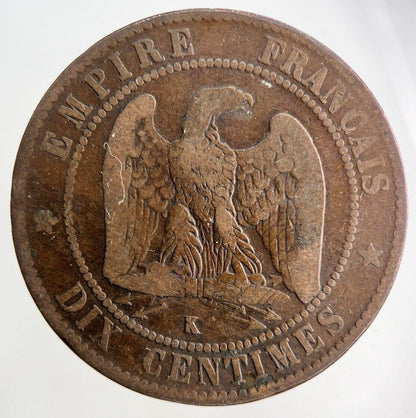 EMPIRE FRANÇAIS
K
DIX CENTIMES